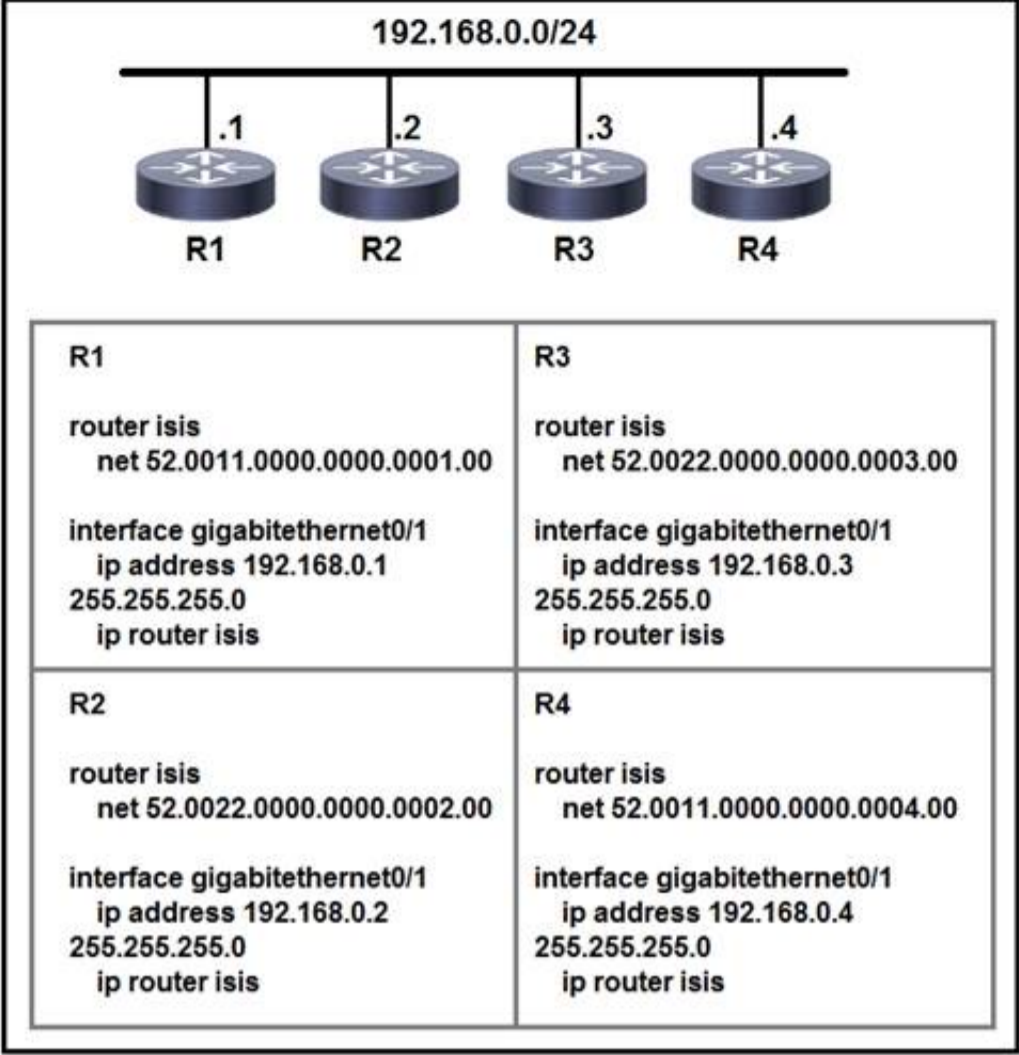 192.168.0.0/24
.1
.2
.3
.4
R1
R2
R3
R4
R1
router isis
net 52.0011.0000.0000.0001.00
interface gigabitethernet0/1
ip address 192.168.0.1
255.255.255.0
ip router isis
R3
router isis
net 52.0022.0000.0000.0003.00
interface gigabitethernet0/1
ip address 192.168.0.3
255.255.255.0
ip router isis
R2
router isis
net 52.0022.0000.0000.0002.00
interface gigabitethernet0/1
ip address 192.168.0.2
255.255.255.0
ip router isis
R4
router isis
net 52.0011.0000.0000.0004.00
interface gigabitethernet0/1
ip address 192.168.0.4
255.255.255.0
ip router isis